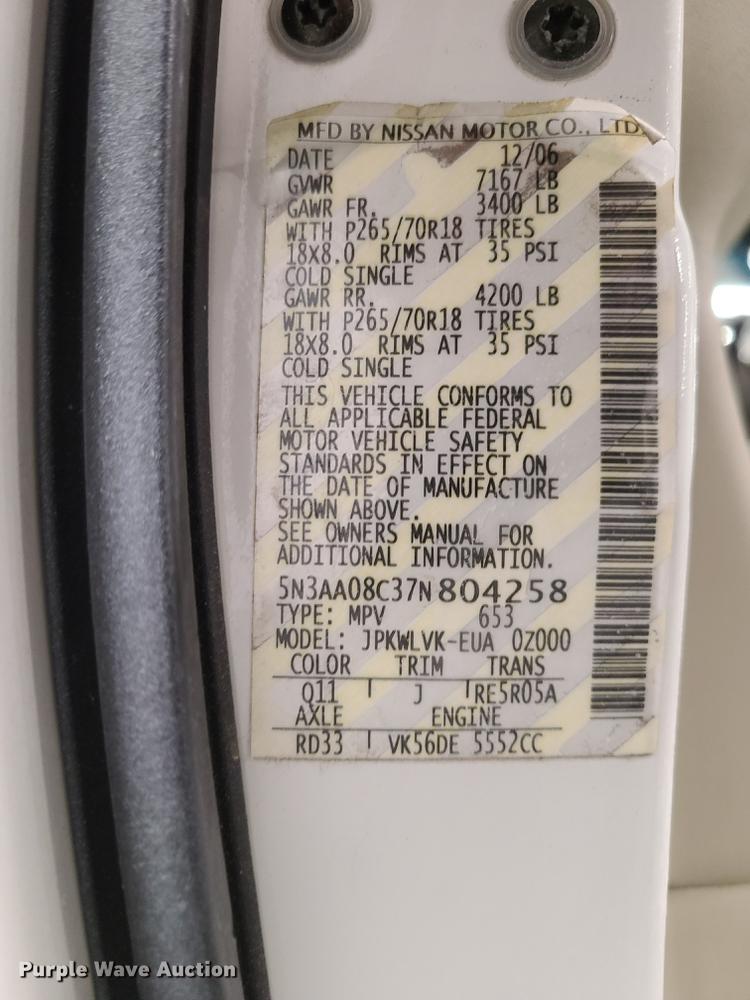 MFD BY NISSAN MOTOR CO., LTD.
DATE 12/06
GVWR 7167 LB
GAWR FR. 3400 LB
WITH P265/70R18 TIRES
18X8.0 RIMS AT 35 PSI
COLD SINGLE
GAWR RR. 4200 LB
WITH P265/70R18 TIRES
18X8.0 RIMS AT 35 PSI
COLD SINGLE
THIS VEHICLE CONFORMS TO
ALL APPLICABLE FEDERAL
MOTOR VEHICLE SAFETY
STANDARDS IN EFFECT ON
THE DATE OF MANUFACTURE
SHOWN ABOVE.
SEE OWNERS MANUAL FOR
ADDITIONAL INFORMATION.
5N3AA08C37N804258
TYPE: MPV 653
MODEL: JPKWLVK-EUA 0Z000
COLOR TRIM TRANS
Q11 J RE5R05A
AXLE ENGINE
RD33 VK56DE 5552CC
Purple Wave Auction